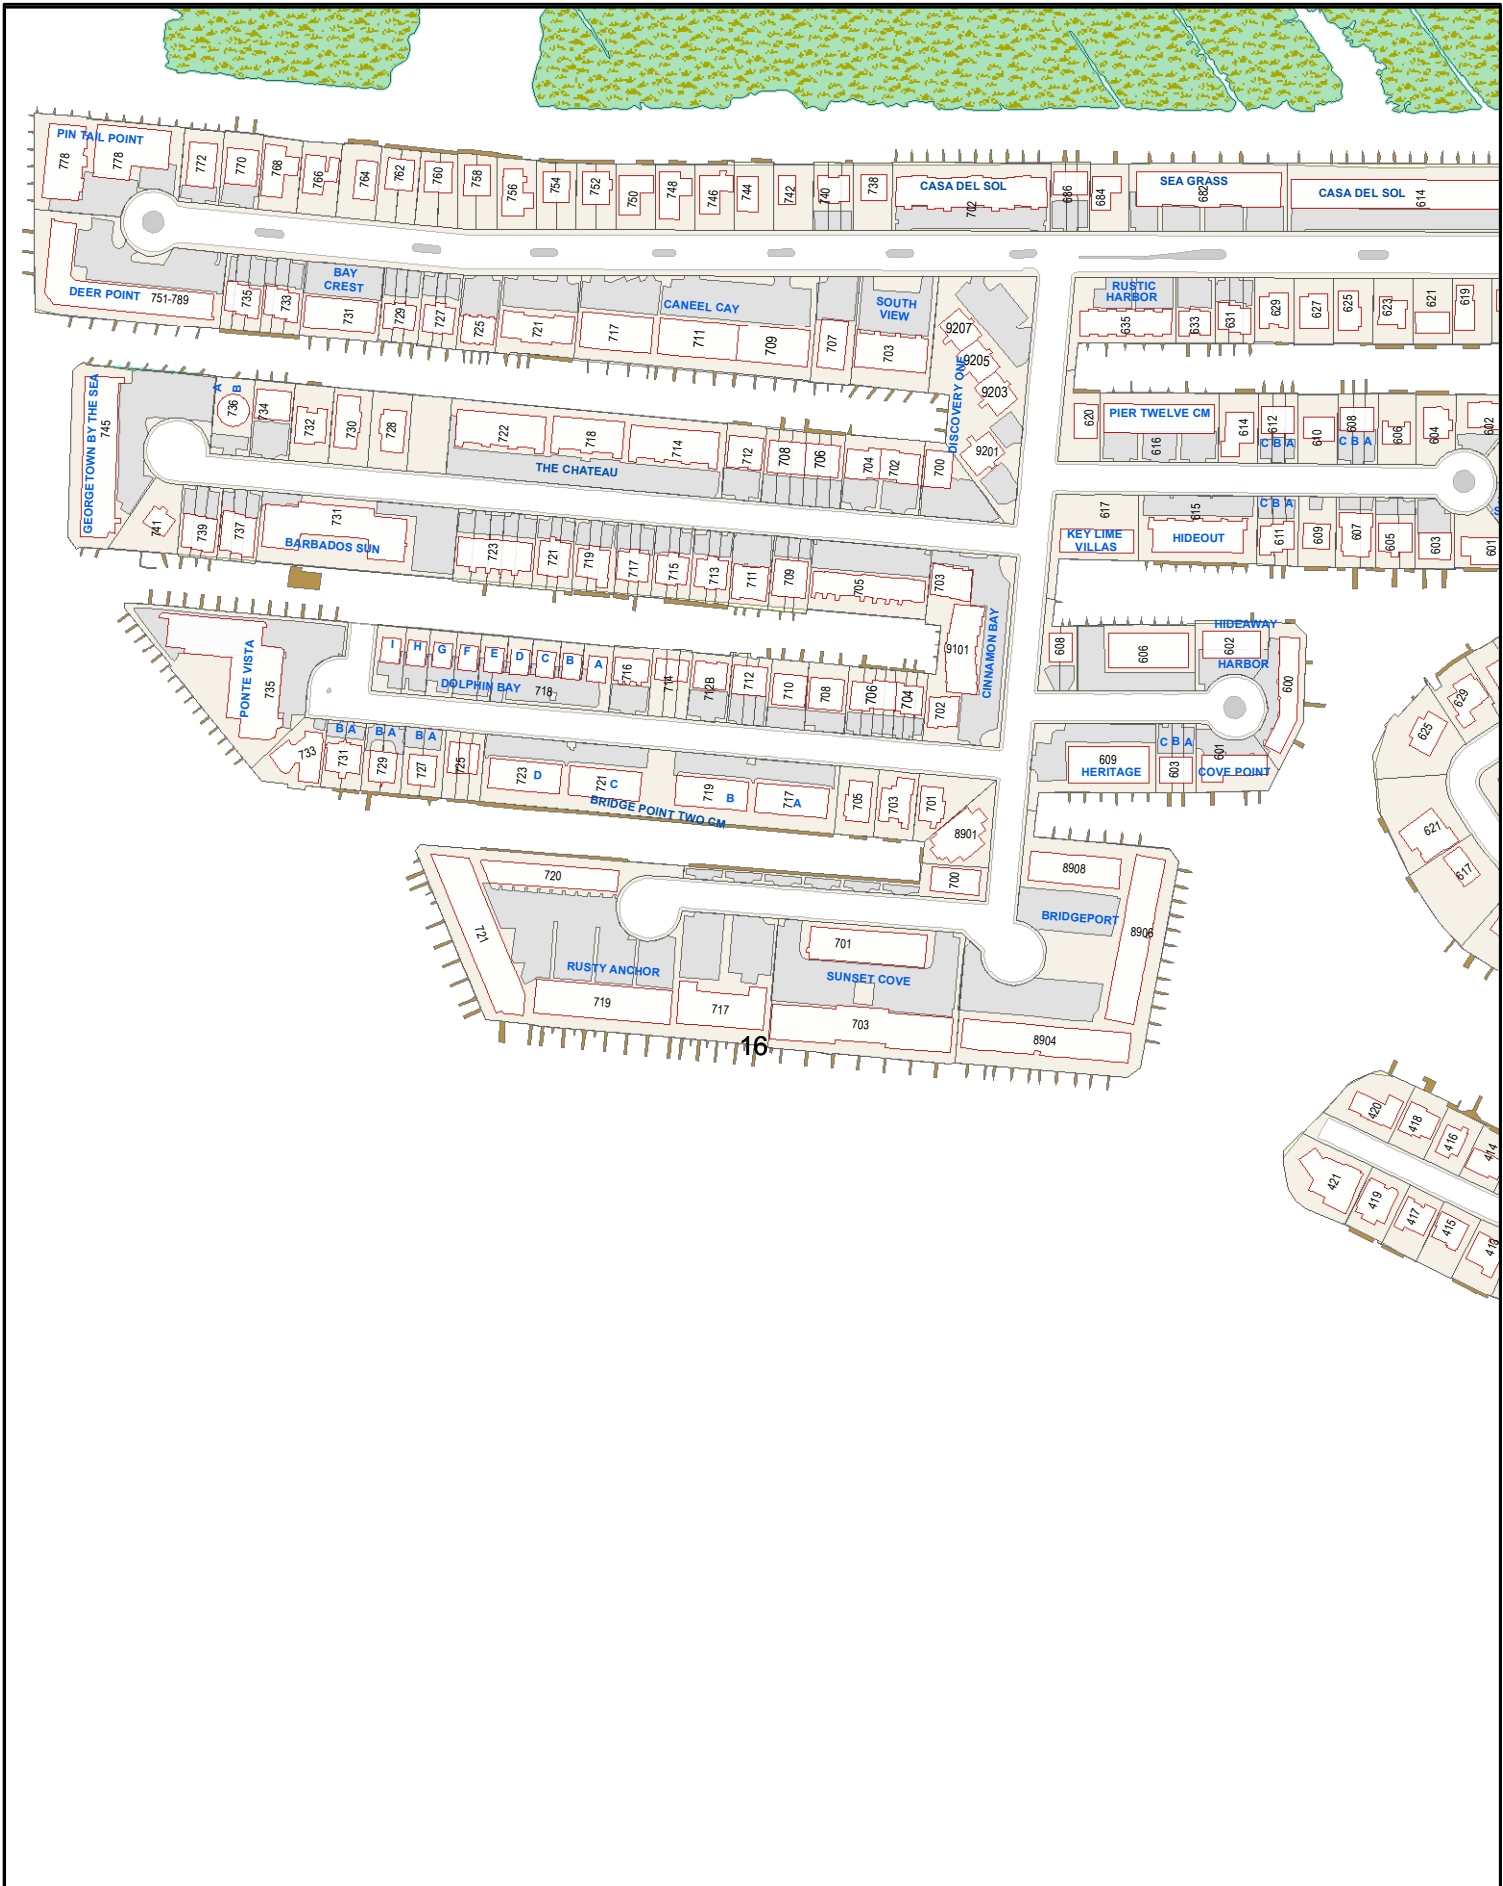 PIN TAIL POINT
778
778
772
770
768
766
764
762
760
758
756
754
752
750
748
746
744
742
740
738
CASA DEL SOL
702
686
684
SEA GRASS
682
CASA DEL SOL
614
DEER POINT 751-789
735
733
BAY
CREST
731
729
727
725
721
717
CANEEL CAY
711
709
707
SOUTH
VIEW
703
9207
9205
9203
9201
DISCOVERY ONE
RUSTIC
HARBOR
635
633
631
629
627
625
623
621
619
GEORGETOWN BY THE SEA
745
A
B
736
734
732
730
728
722
718
714
THE CHATEAU
712
708
706
704
702
700
620
PIER TWELVE CM
616
614
612
C B A
610
608
C B A
606
604
602
741
739
737
731
BARBADOS SUN
723
721
719
717
715
713
711
709
705
703
9101
CINNAMON BAY
617
KEY LIME
VILLAS
615
HIDEOUT
C B A
611
609
607
605
603
601
S
PONTE VISTA
735
I
H
G
F
E
D
C
B
A
DOLPHIN BAY
718
716
714
712B
712
710
708
706
704
702
608
606
HIDEAWAY
602
HARBOR
600
733
B A
731
B A
729
B A
727
725
723
D
721
C
719
B
717
A
BRIDGE POINT TWO CM
705
703
701
8901
700
609
HERITAGE
C B A
603
601
COVE POINT
629
625
621
617
720
721
RUSTY ANCHOR
719
717
701
SUNSET COVE
703
8908
BRIDGEPORT
8906
8904
16
420
418
416
414
421
419
417
415
413